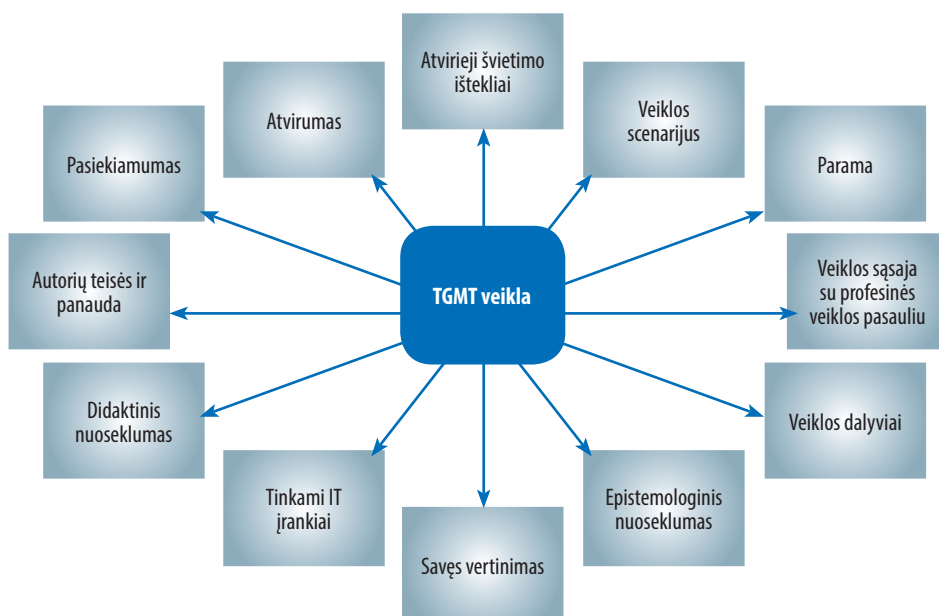 Atvirieji švietimo
ištekliai
Atvirumas
Veiklos
scenarijus
Pasiekiamumas
Parama
Autorių teisės ir
panauda
TGMT veikla
Veiklos sąsaja
su profesinės
veiklos pasauliu
Didaktinis
nuoseklumas
Veiklos dalyviai
Tinkami IT
įrankiai
Epistemologinis
nuoseklumas
Savęs vertinimas